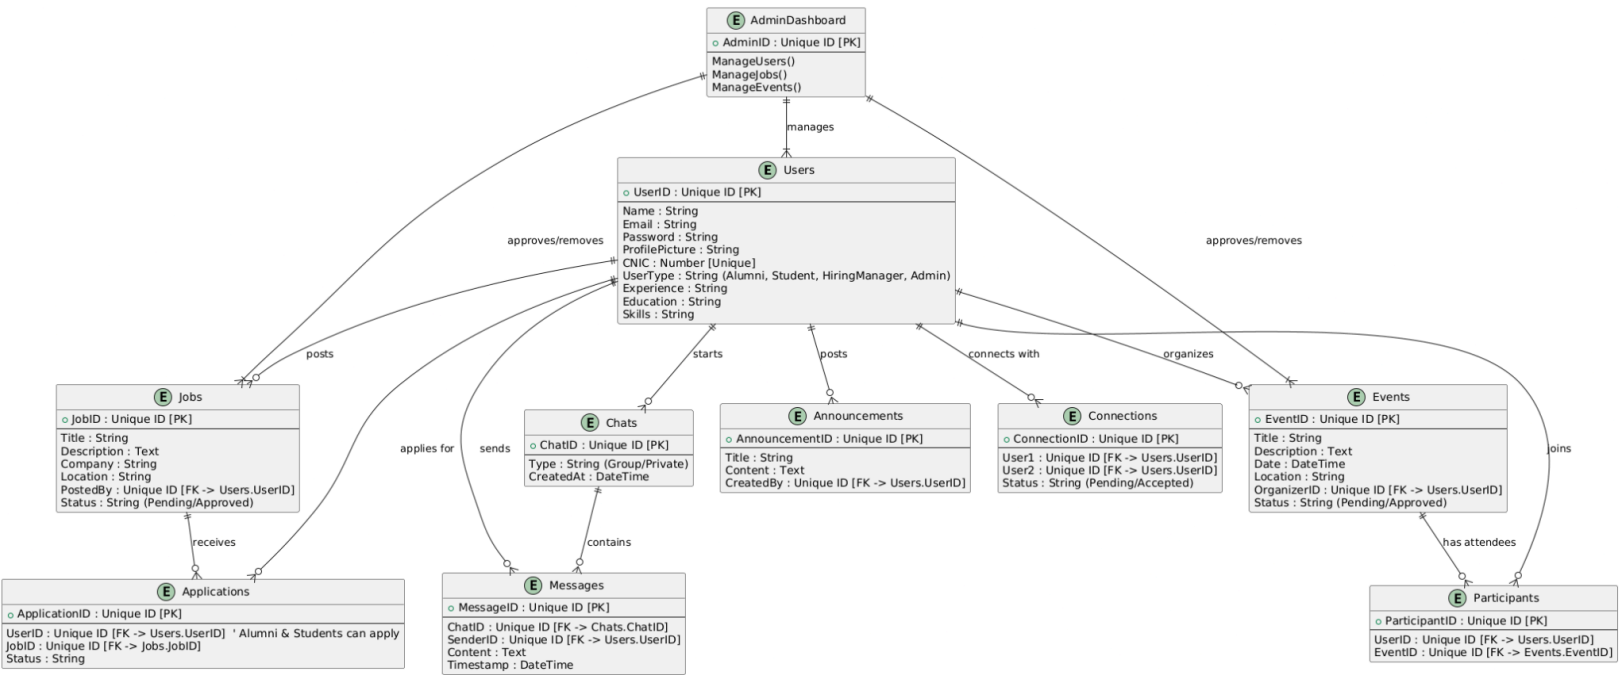 E AdminDashboard
AdminID : Unique ID [PK]
ManageUsers()
ManageJobs()
ManageEvents()
manages
approves/removes
approves/removes
E Users
UserID : Unique ID [PK]
Name : String
Email : String
Password : String
ProfilePicture : String
CNIC : Number [Unique]
UserType : String (Alumni, Student, HiringManager, Admin)
Experience : String
Education : String
Skills : String
posts
applies for
sends
starts
posts
connects with
organizes
joins
E Jobs
JobID : Unique ID [PK]
Title : String
Description : Text
Company : String
Location : String
PostedBy : Unique ID [FK -> Users.UserID]
Status : String (Pending/Approved)
E Chats
ChatID : Unique ID [PK]
Type : String (Group/Private)
CreatedAt : DateTime
E Announcements
AnnouncementID : Unique ID [PK]
Title : String
Content : Text
CreatedBy : Unique ID [FK -> Users.UserID]
E Connections
ConnectionID : Unique ID [PK]
User1 : Unique ID [FK -> Users.UserID]
User2 : Unique ID [FK -> Users.UserID]
Status : String (Pending/Accepted)
E Events
EventID : Unique ID [PK]
Title : String
Description : Text
Date : DateTime
Location : String
OrganizerID : Unique ID [FK -> Users.UserID]
Status : String (Pending/Approved)
receives
contains
has attendees
E Applications
ApplicationID : Unique ID [PK]
UserID : Unique ID [FK -> Users.UserID] ' Alumni & Students can apply
JobID : Unique ID [FK -> Jobs.JobID]
Status : String
E Messages
MessageID : Unique ID [PK]
ChatID : Unique ID [FK -> Chats.ChatID]
SenderID : Unique ID [FK -> Users.UserID]
Content : Text
Timestamp : DateTime
E Participants
ParticipantID : Unique ID [PK]
UserID : Unique ID [FK -> Users.UserID]
EventID : Unique ID [FK -> Events.EventID]